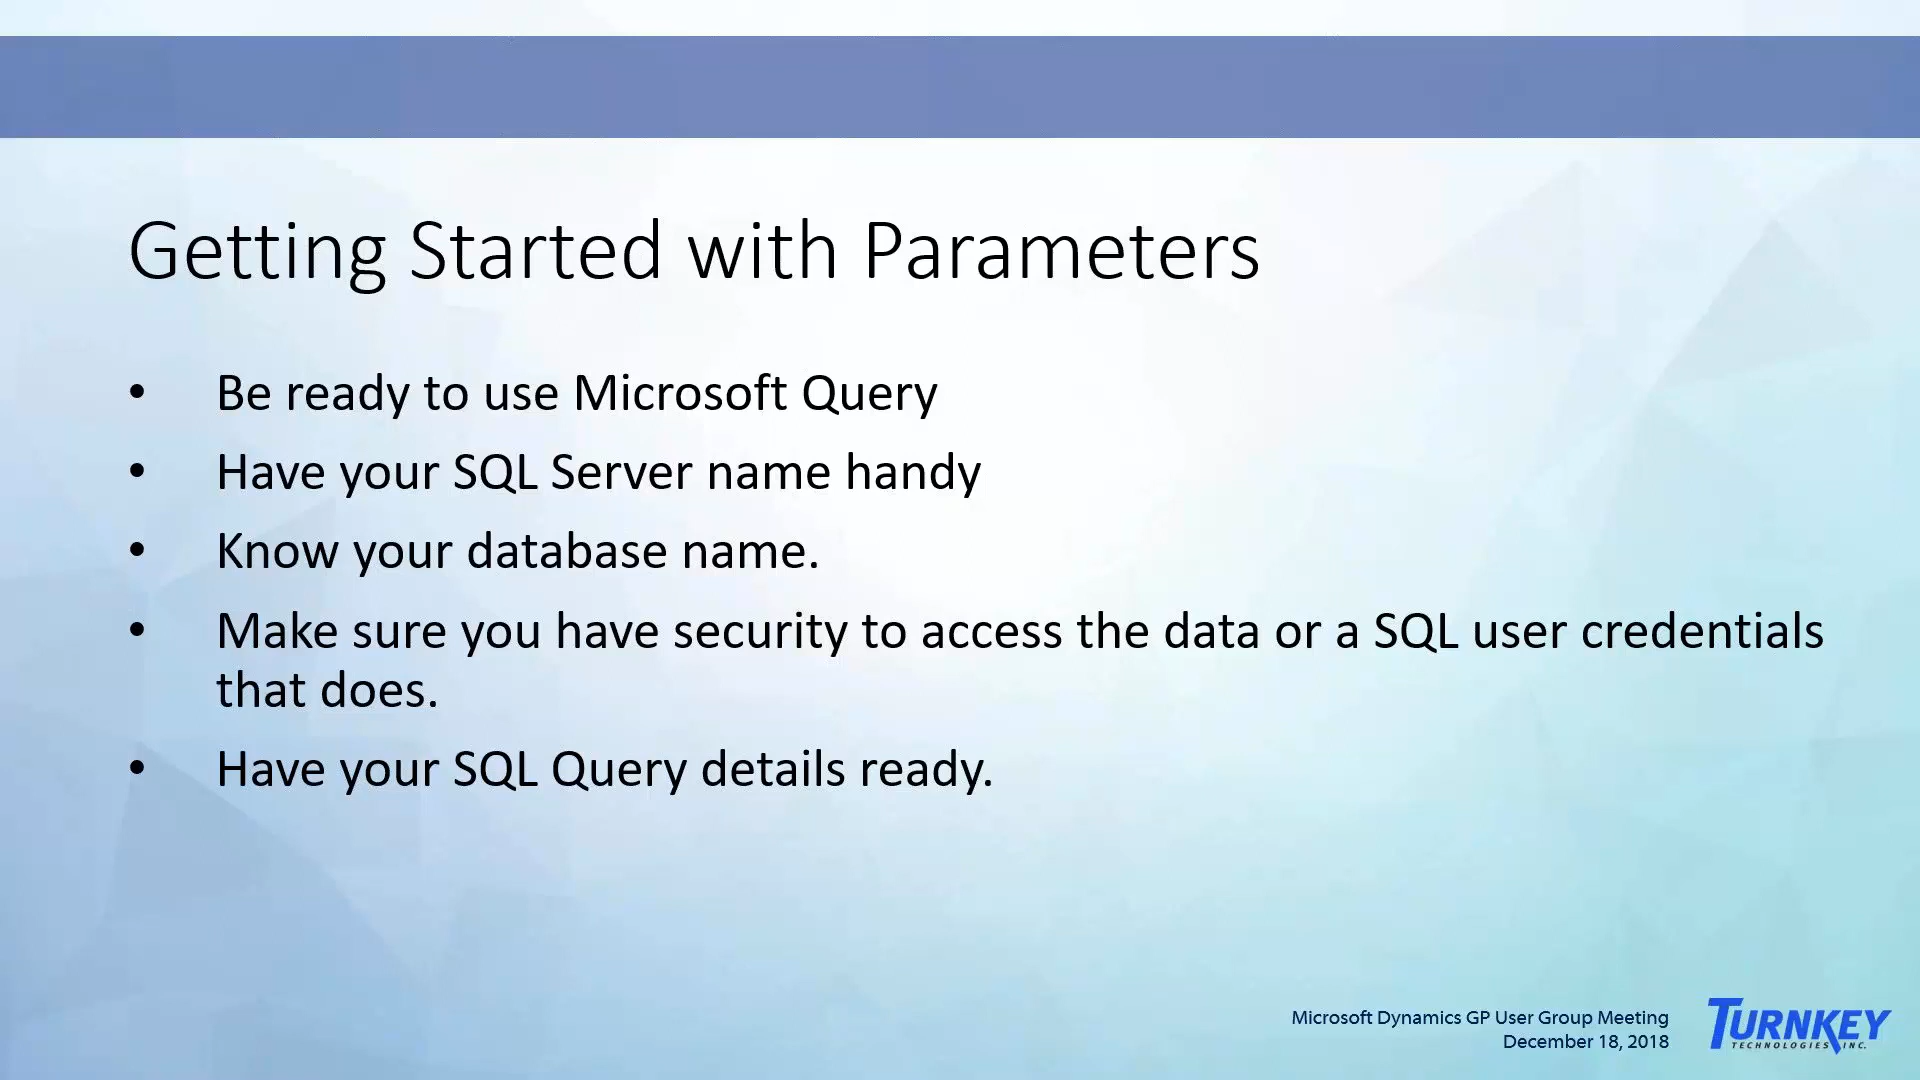 Getting Started with Parameters
• Be ready to use Microsoft Query
• Have your SQL Server name handy
• Know your database name.
• Make sure you have security to access the data or a SQL user credentials
that does.
• Have your SQL Query details ready.
Microsoft Dynamics GP User Group Meeting
December 18, 2018
TURNKEY
TECHNOLOGIES, INC.